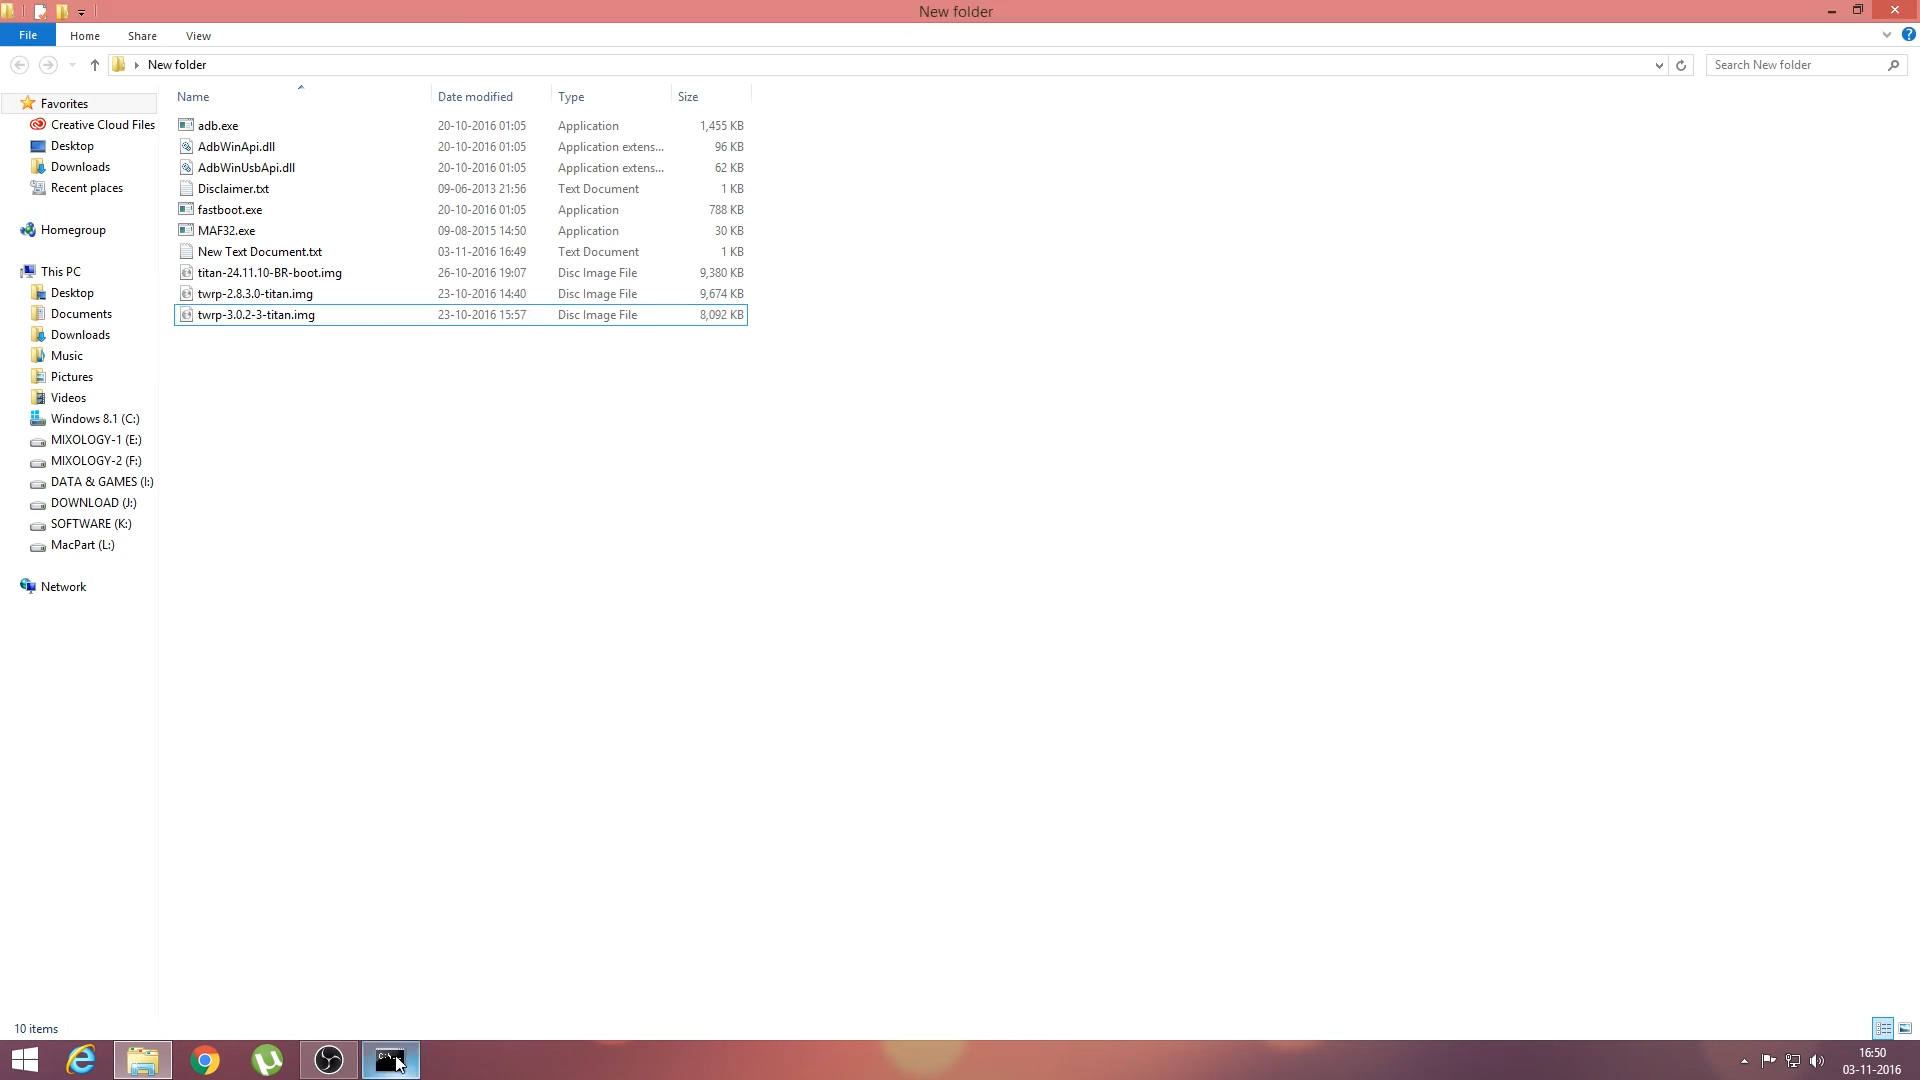 New folder
File Home Share View
New folder
Search New folder
Name Date modified Type Size
Favorites
Creative Cloud Files
Desktop
Downloads
Recent places
Homegroup
This PC
Desktop
Documents
Downloads
Music
Pictures
Videos
Windows 8.1 (C:)
MIXOLOGY-1 (E:)
MIXOLOGY-2 (F:)
DATA & GAMES (I:)
DOWNLOAD (J:)
SOFTWARE (K:)
MacPart (L:)
Network
adb.exe 20-10-2016 01:05 Application 1,455 KB
AdbWinApi.dll 20-10-2016 01:05 Application extens... 96 KB
AdbWinUsbApi.dll 20-10-2016 01:05 Application extens... 62 KB
Disclaimer.txt 09-06-2013 21:56 Text Document 1 KB
fastboot.exe 20-10-2016 01:05 Application 788 KB
MAF32.exe 09-08-2015 14:50 Application 30 KB
New Text Document.txt 03-11-2016 16:49 Text Document 1 KB
titan-24.11.10-BR-boot.img 26-10-2016 19:07 Disc Image File 9,380 KB
twrp-2.8.3.0-titan.img 23-10-2016 14:40 Disc Image File 9,674 KB
twrp-3.0.2-3-titan.img 23-10-2016 15:57 Disc Image File 8,092 KB
10 items
16:50
03-11-2016